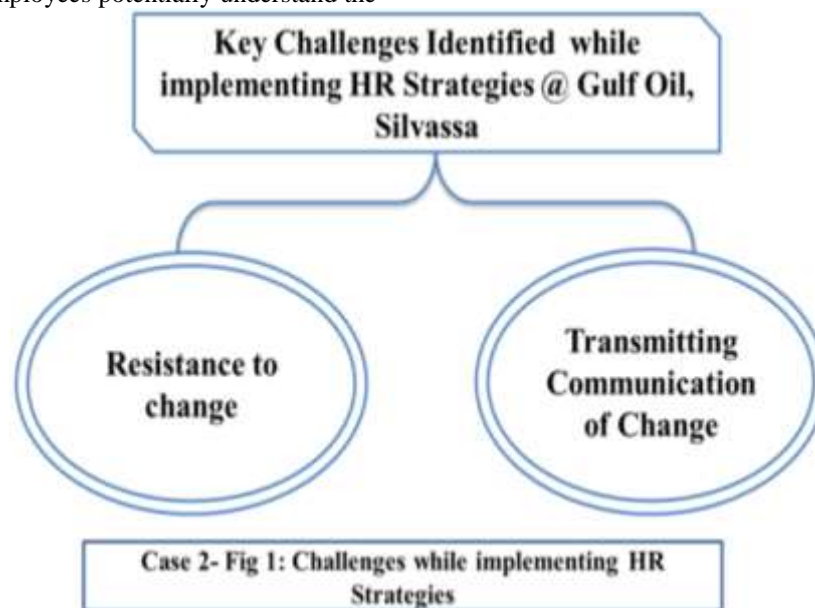 ployees potentially understand the
Key Challenges Identified while
implementing HR Strategies @ Gulf Oil,
Silvassa
Resistance to
change
Transmitting
Communication
of Change
Case 2- Fig 1: Challenges while implementing HR
Strategies